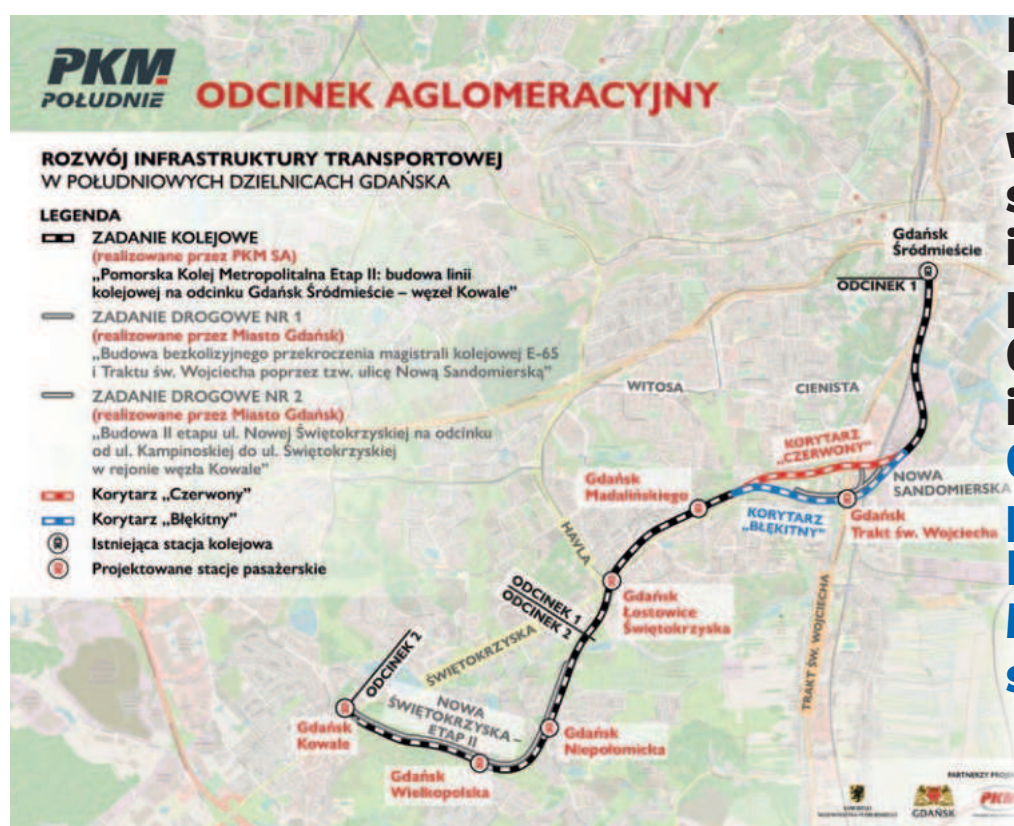 PKM
POŁUDNIE
ODCINEK AGLOMERACYJNY
ROZWÓJ INFRASTRUKTURY TRANSPORTOWEJ
W POŁUDNIOWYCH DZIELNICACH GDAŃSKA
LEGENDA
ZADANIE KOLEJOWE
(realizowane przez PKM SA)
„Pomorska Kolej Metropolitalna Etap II: budowa linii
kolejowej na odcinku Gdańsk Śródmieście – węzeł Kowale”
ZADANIE DROGOWE NR 1
(realizowane przez Miasto Gdańsk)
„Budowa bezkolizyjnego przekroczenia magistrali kolejowej E-65
i Traktu św. Wojciecha poprzez tzw. ulicę Nową Sandomierską”
ZADANIE DROGOWE NR 2
(realizowane przez Miasto Gdańsk)
„Budowa II etapu ul. Nowej Świętokrzyskiej na odcinku
od ul. Kampinoskiej do ul. Świętokrzyskiej
w rejonie węzła Kowale”
Korytarz „Czerwony”
Korytarz „Błękitny”
Istniejąca stacja kolejowa
Projektowane stacje pasażerskie
Gdańsk
Śródmieście
ODCINEK 1
WITOSA
CIENISTA
KORYTARZ
„CZERWONY”
NOWA
SANDOMIERSKA
Gdańsk
Madalińskiego
KORYTARZ
„BŁĘKITNY”
Gdańsk
Trakt św. Wojciecha
HAVLA
ODCINEK 1
ODCINEK 2
Gdańsk
Łostowice
Świętokrzyska
TRAKT ŚW. WOJCIECHA
ŚWIĘTOKRZYSKA
ODCINEK 2
NOWA
ŚWIĘTOKRZYSKA –
ETAP II
Gdańsk
Kowale
Gdańsk
Niepołomicka
Gdańsk
Wielkopolska
PARTNERZY
GDAŃSK
PKM